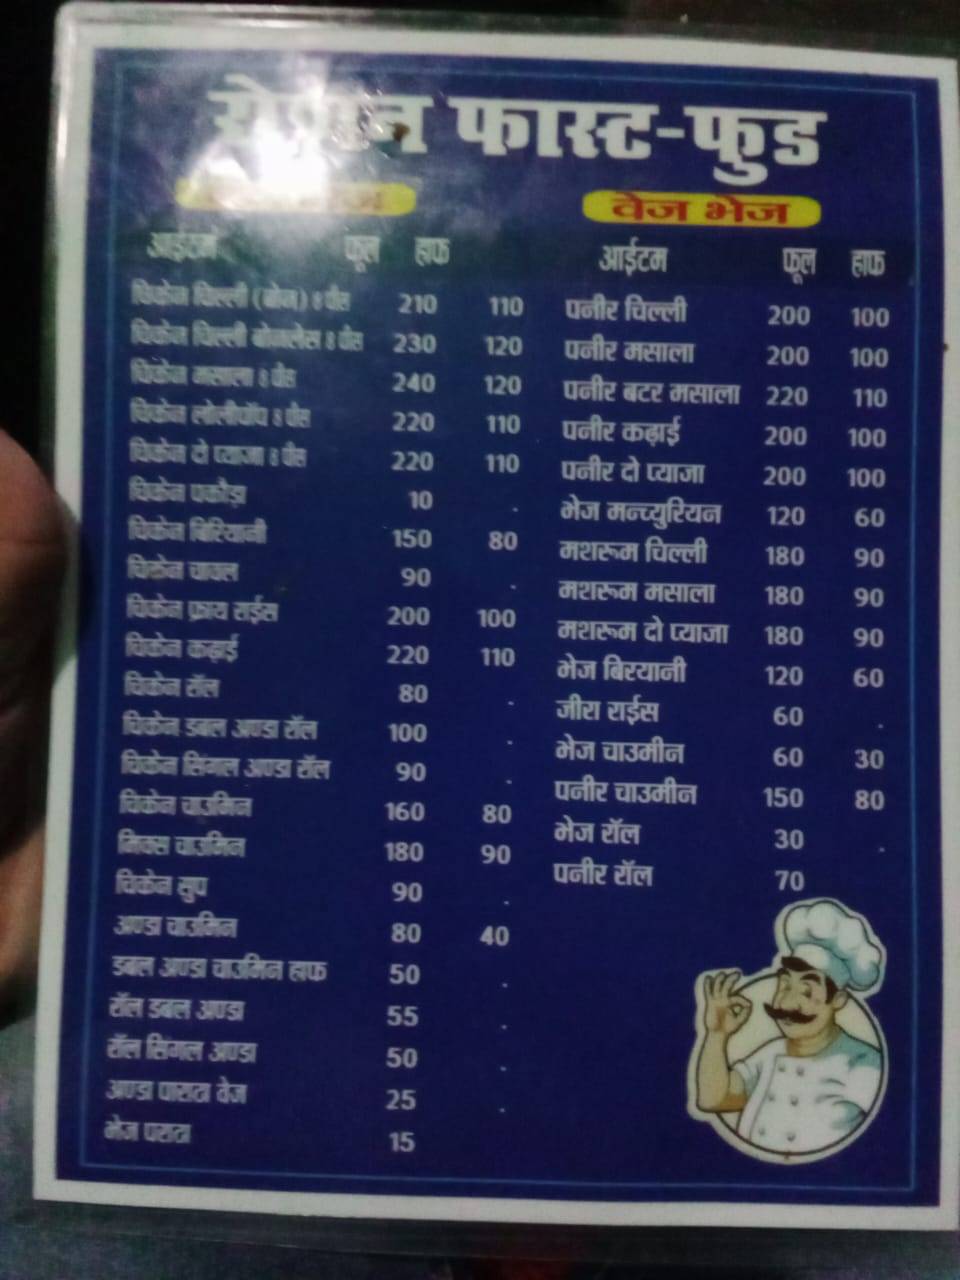 फास्ट-फुड
वेज भेज
आईटम फूल हाफ
चिकेन चिल्ली (बोन) 8 पीस 210 110
चिकेन चिल्ली बोनलेस 8 पीस 230 120
चिकेन मसाला 8 पीस 240 120
चिकेन लोलीपॉप 8 पीस 220 110
चिकेन दो प्याजा 8 पीस 220 110
चिकेन पकौड़ा 10 .
चिकेन बिरियानी 150 80
चिकेन चावल 90 .
चिकेन फ्राय राईस 200 100
चिकेन कढ़ाई 220 110
चिकेन रॉल 80 .
चिकेन डबल अण्डा रॉल 100 .
चिकेन सिंगल अण्डा रॉल 90 .
चिकेन चाउमिन 160 80
मिक्स चाउमिन 180 90
चिकेन सुप 90 .
अण्डा चाउमिन 80 40
डबल अण्डा चाउमिन हाफ 50 .
रॉल डबल अण्डा 55 .
रॉल सिंगल अण्डा 50 .
अण्डा पराठा वेज 25 .
भेज पराठा 15
आईटम फूल हाफ
पनीर चिल्ली 200 100
पनीर मसाला 200 100
पनीर बटर मसाला 220 110
पनीर कढ़ाई 200 100
पनीर दो प्याजा 200 100
भेज मन्च्युरियन 120 60
मशरूम चिल्ली 180 90
मशरूम मसाला 180 90
मशरूम दो प्याजा 180 90
भेज बिरयानी 120 60
जीरा राईस 60 .
भेज चाउमीन 60 30
पनीर चाउमीन 150 80
भेज रॉल 30 .
पनीर रॉल 70